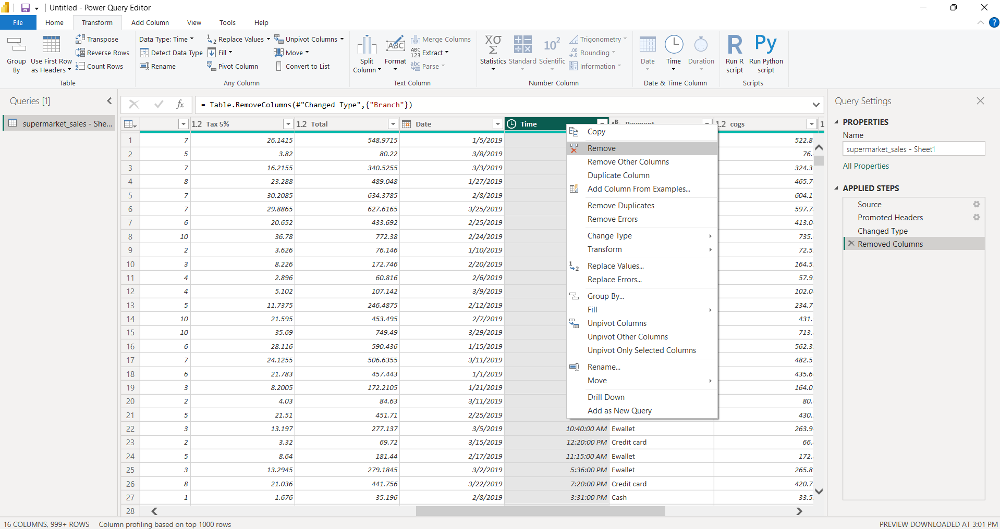 Untitled - Power Query Editor
File Home Transform Add Column View Tools Help
Group By
Use First Row as Headers
Transpose
Reverse Rows
Count Rows
Table
Data Type: Time
Detect Data Type
Rename
Replace Values
Fill
Pivot Column
Unpivot Columns
Move
Convert to List
Any Column
Split Column
Format
Merge Columns
Extract
Parse
Text Column
Statistics
Standard
Scientific
Trigonometry
Rounding
Information
Number Column
Date
Time
Duration
Date & Time Column
Run R script
Run Python script
Scripts
Queries [1]
supermarket_sales - She...
= Table.RemoveColumns(#"Changed Type",{"Branch"})
1.2 Tax 5% 1.2 Total Date Time Payment 1.2 cogs
1 7 26.1415 548.9715 1/5/2019 522.8
2 5 3.82 80.22 3/8/2019 76.
3 7 16.2155 340.5255 3/3/2019 324.3
4 8 23.288 489.048 1/27/2019 465.7
5 7 30.2085 634.3785 2/8/2019 604.1
6 7 29.8865 627.6165 3/25/2019 597.7
7 6 20.652 433.692 2/25/2019 413.0
8 10 36.78 772.38 2/24/2019 735.
9 2 3.626 76.146 1/10/2019 72.5
10 3 8.226 172.746 2/20/2019 164.5
11 4 2.896 60.816 2/6/2019 57.9
12 4 5.102 107.142 3/9/2019 102.0
13 5 11.7375 246.4875 2/12/2019 234.7
14 10 21.595 453.495 2/7/2019 431.
15 10 35.69 749.49 3/29/2019 713.
16 6 28.116 590.436 1/15/2019 562.3
17 7 24.1255 506.6355 3/11/2019 482.5
18 6 21.783 457.443 1/1/2019 435.6
19 3 8.2005 172.2105 1/21/2019 164.0
20 2 4.03 84.63 3/11/2019 80.
21 5 21.51 451.71 2/25/2019 430.
22 3 13.197 277.137 3/5/2019 10:40:00 AM Ewallet 263.9
23 2 3.32 69.72 3/15/2019 12:20:00 PM Credit card 66.
24 5 8.64 181.44 2/17/2019 11:15:00 AM Ewallet 172.
25 3 13.2945 279.1845 3/2/2019 5:36:00 PM Ewallet 265.8
26 8 21.036 441.756 3/22/2019 7:20:00 PM Credit card 420.7
27 1 1.676 35.196 2/8/2019 3:31:00 PM Cash 33.5
28
Copy
Remove
Remove Other Columns
Duplicate Column
Add Column From Examples...
Remove Duplicates
Remove Errors
Change Type
Transform
Replace Values...
Replace Errors...
Group By...
Fill
Unpivot Columns
Unpivot Other Columns
Unpivot Only Selected Columns
Rename...
Move
Drill Down
Add as New Query
Query Settings
PROPERTIES
Name
supermarket_sales - Sheet1
All Properties
APPLIED STEPS
Source
Promoted Headers
Changed Type
Removed Columns
16 COLUMNS, 999+ ROWS Column profiling based on top 1000 rows
PREVIEW DOWNLOADED AT 3:01 PM